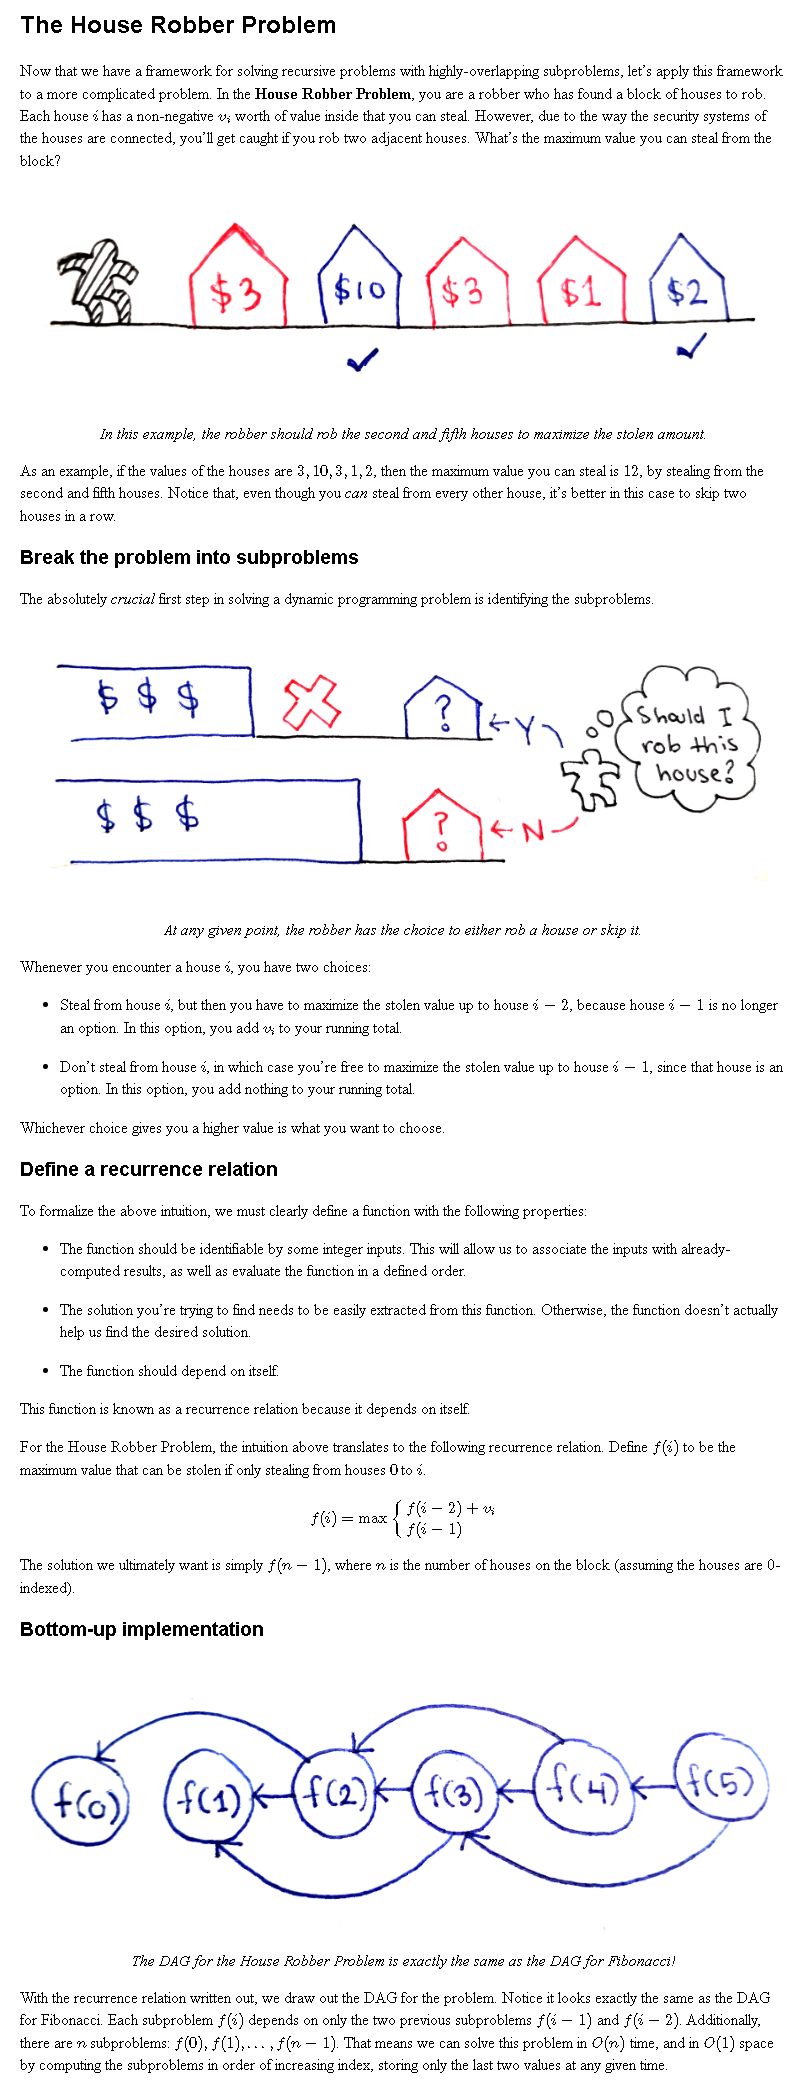 The House Robber Problem
Now that we have a framework for solving recursive problems with highly-overlapping subproblems, let's apply this framework
to a more complicated problem. In the House Robber Problem, you are a robber who has found a block of houses to rob.
Each house i has a non-negative vᵢ worth of value inside that you can steal. However, due to the way the security systems of
the houses are connected, you'll get caught if you rob two adjacent houses. What's the maximum value you can steal from the
block?
$3 $10 $3 $1 $2
In this example, the robber should rob the second and fifth houses to maximize the stolen amount.
As an example, if the values of the houses are 3, 10, 3, 1, 2, then the maximum value you can steal is 12, by stealing from the
second and fifth houses. Notice that, even though you can steal from every other house, it's better in this case to skip two
houses in a row.
Break the problem into subproblems
The absolutely crucial first step in solving a dynamic programming problem is identifying the subproblems.
$ $ $ ? ←Y
Should I
rob this
house?
$ $ $ ? ←N
At any given point, the robber has the choice to either rob a house or skip it.
Whenever you encounter a house i, you have two choices:
• Steal from house i, but then you have to maximize the stolen value up to house i − 2, because house i − 1 is no longer
an option. In this option, you add vᵢ to your running total.
• Don't steal from house i, in which case you're free to maximize the stolen value up to house i − 1, since that house is an
option. In this option, you add nothing to your running total.
Whichever choice gives you a higher value is what you want to choose.
Define a recurrence relation
To formalize the above intuition, we must clearly define a function with the following properties:
• The function should be identifiable by some integer inputs. This will allow us to associate the inputs with already-
computed results, as well as evaluate the function in a defined order.
• The solution you're trying to find needs to be easily extracted from this function. Otherwise, the function doesn't actually
help us find the desired solution.
• The function should depend on itself.
This function is known as a recurrence relation because it depends on itself.
For the House Robber Problem, the intuition above translates to the following recurrence relation. Define f(i) to be the
maximum value that can be stolen if only stealing from houses 0 to i.
f(i) = max { f(i − 2) + vᵢ
f(i − 1)
The solution we ultimately want is simply f(n − 1), where n is the number of houses on the block (assuming the houses are 0-
indexed).
Bottom-up implementation
f(0) f(1) f(2) f(3) f(4) f(5)
The DAG for the House Robber Problem is exactly the same as the DAG for Fibonacci!
With the recurrence relation written out, we draw out the DAG for the problem. Notice it looks exactly the same as the DAG
for Fibonacci. Each subproblem f(i) depends on only the two previous subproblems f(i − 1) and f(i − 2). Additionally,
there are n subproblems: f(0), f(1), . . . , f(n − 1). That means we can solve this problem in O(n) time, and in O(1) space
by computing the subproblems in order of increasing index, storing only the last two values at any given time.